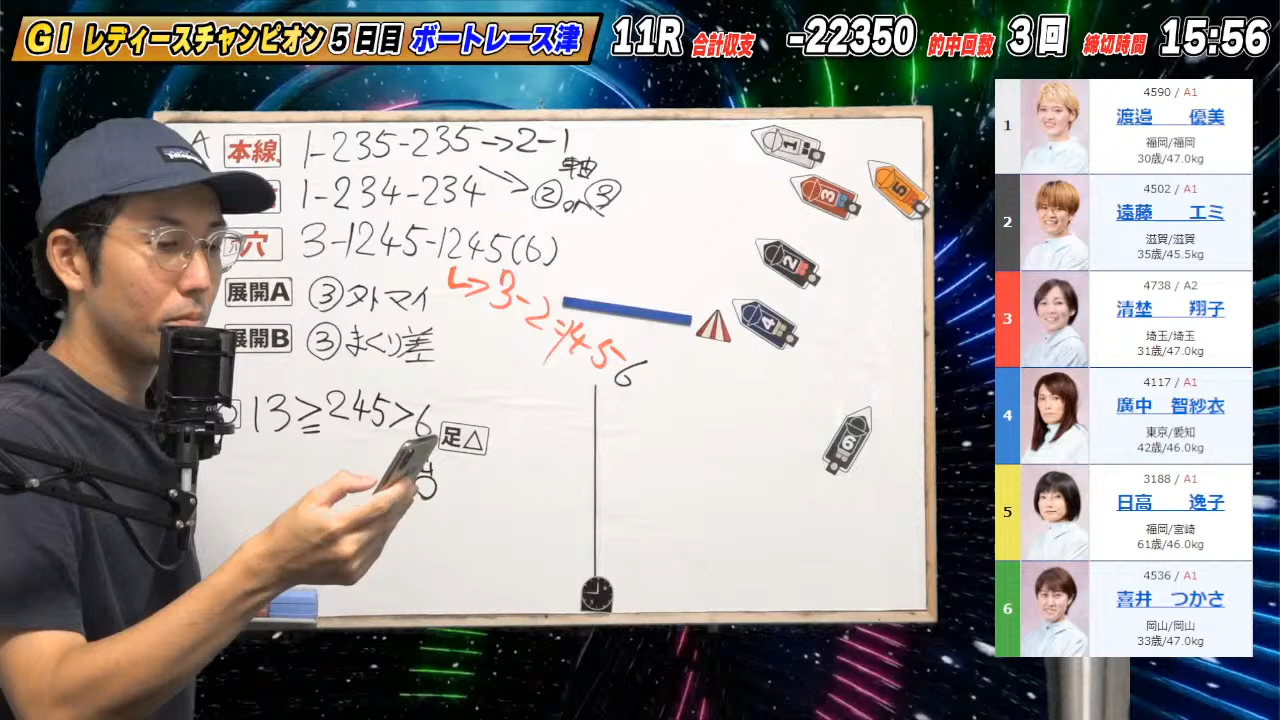 GⅠ レディースチャンピオン 5日目 ボートレース津 11R 合計収支 -22350 的中回数 3回 締切時間 15:56
A 本線 1-235-235→2-1
1-234-234 → ②or③ 軸
穴 3-1245-1245(6)
↳ 3-2=145
展開A ③ツケマイ
展開B ③まくり差
13≧245>6 足△
6
1
3
5
2
4
6
1 4590 / A1
渡邉 優美
福岡/福岡
30歳/47.0kg
2 4502 / A1
遠藤 エミ
滋賀/滋賀
35歳/45.5kg
3 4738 / A2
清埜 翔子
埼玉/埼玉
31歳/47.0kg
4 4117 / A1
廣中 智紗衣
東京/愛知
42歳/46.0kg
5 3188 / A1
日高 逸子
福岡/宮崎
61歳/46.0kg
6 4536 / A1
喜井 つかさ
岡山/岡山
33歳/47.0kg